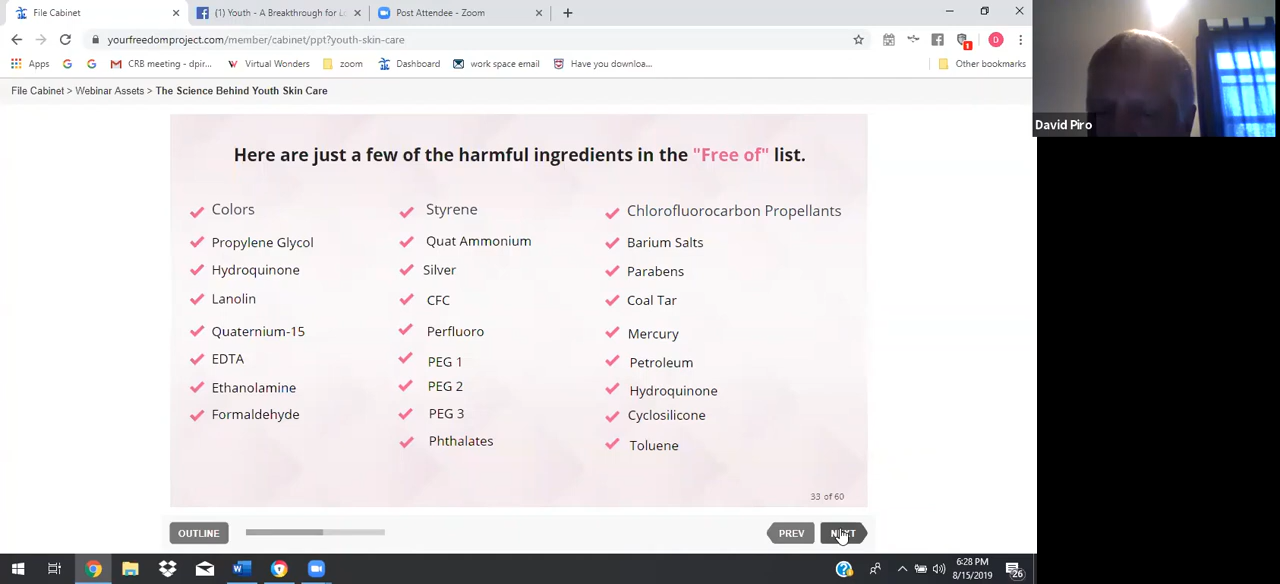 File Cabinet
(1) Youth - A Breakthrough for L
Post Attendee - Zoom
yourfreedomproject.com/member/cabinet/ppt?youth-skin-care
D
Apps
CRB meeting - dpir...
Virtual Wonders
zoom
Dashboard
work space email
Have you downloa...
Other bookmarks
File Cabinet > Webinar Assets > The Science Behind Youth Skin Care
David Piro
Here are just a few of the harmful ingredients in the "Free of" list.
Colors
Propylene Glycol
Hydroquinone
Lanolin
Quaternium-15
EDTA
Ethanolamine
Formaldehyde
Styrene
Quat Ammonium
Silver
CFC
Perfluoro
PEG 1
PEG 2
PEG 3
Phthalates
Chlorofluorocarbon Propellants
Barium Salts
Parabens
Coal Tar
Mercury
Petroleum
Hydroquinone
Cyclosilicone
Toluene
33 of 60
OUTLINE
PREV
NEXT
6:28 PM
8/15/2019
26